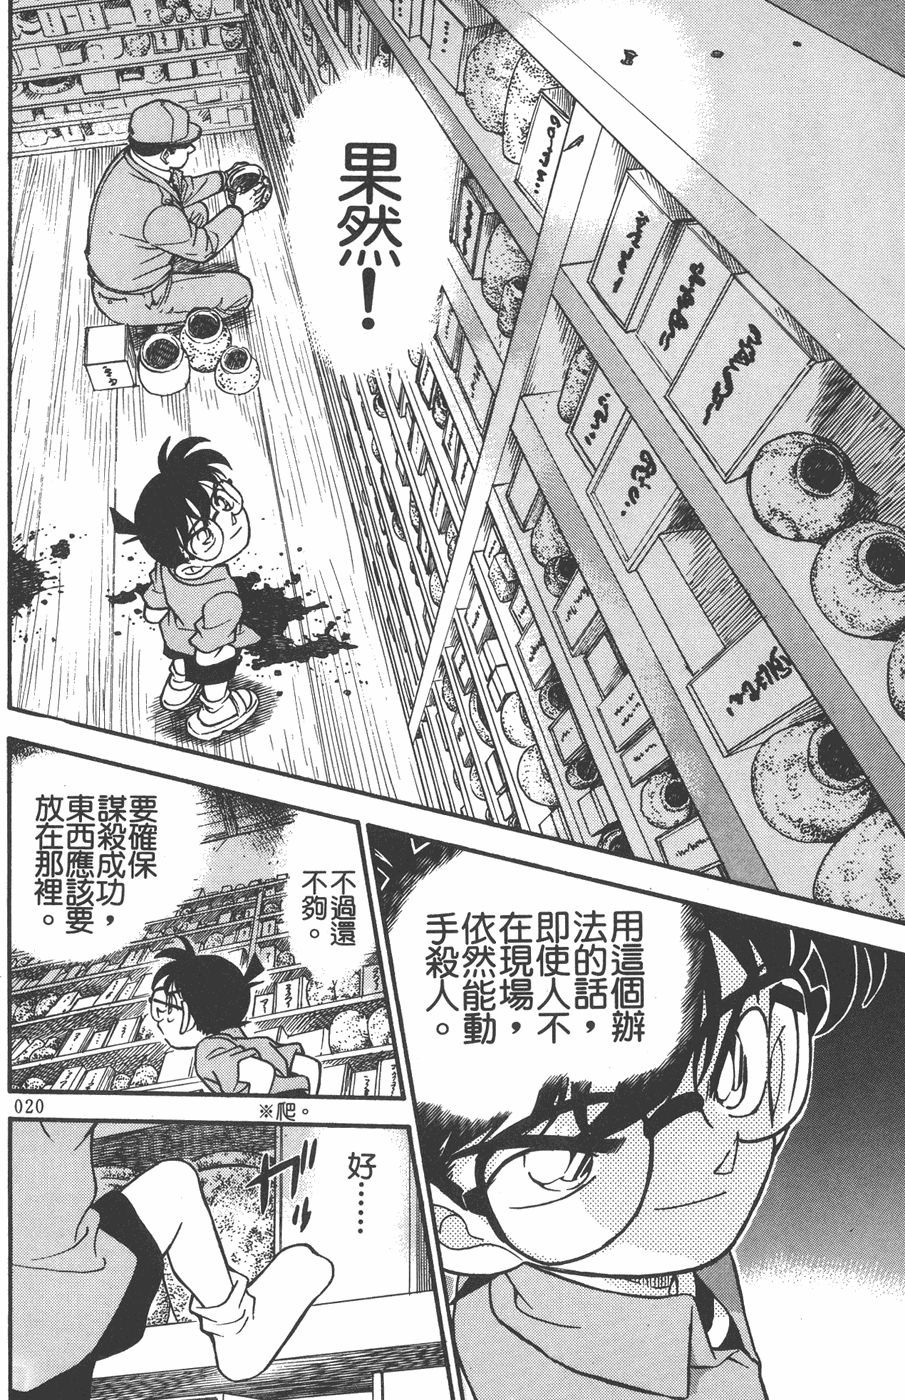 果然！
用這個辦
法的話，
即使人不
在現場，
依然能動
手殺人。
不過還
不夠。
要確保
謀殺成功，
東西應該要
放在那裡。
020
※爬。
好……